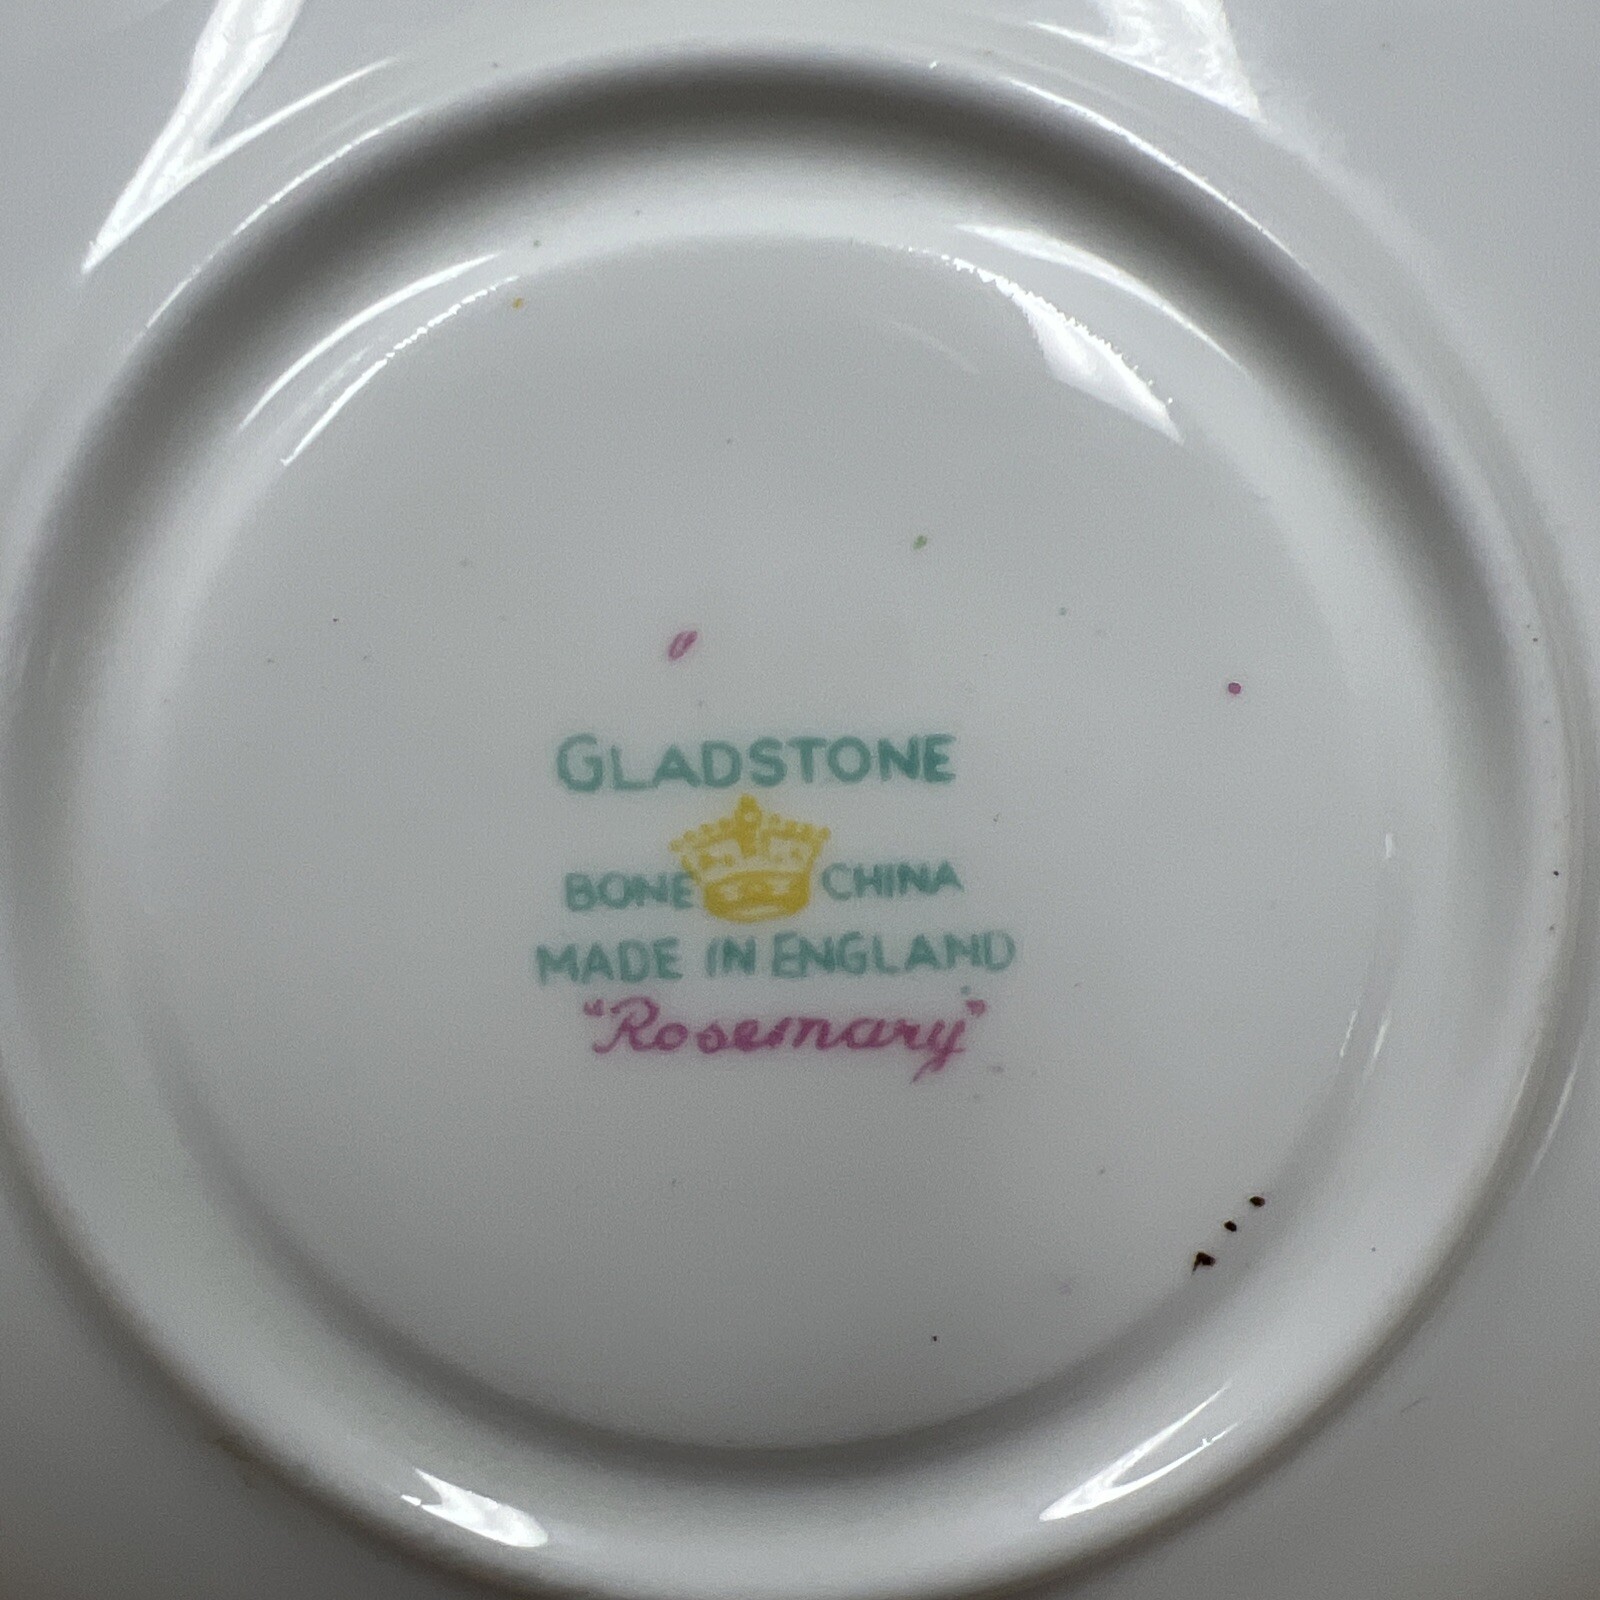 GLADSTONE
BONE CHINA
MADE IN ENGLAND
"Rosemary"